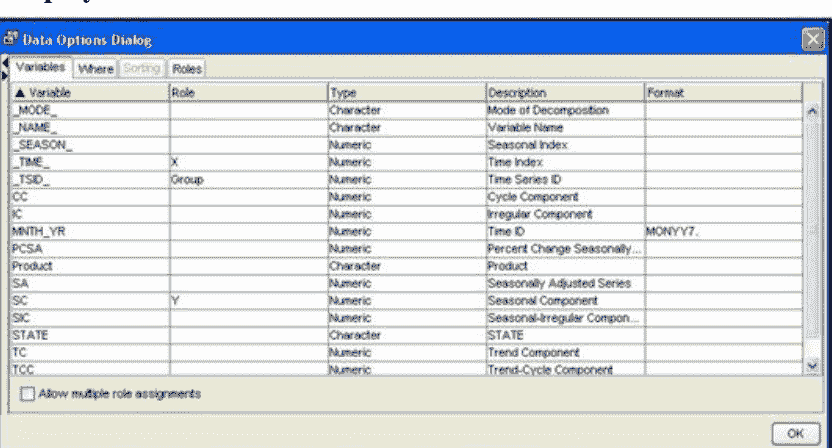 Data Options Dialog
Variables Where Sorting Roles
▲ Variable Role Type Description Format
_MODE_ Character Mode of Decomposition
_NAME_ Character Variable Name
_SEASON_ Numeric Seasonal Index
_TIME_ X Numeric Time Index
_TSID_ Group Numeric Time Series ID
CC Numeric Cycle Component
IC Numeric Irregular Component
MNTH_YR Numeric Time ID MONYY7.
PCSA Numeric Percent Change Seasonally...
Product Character Product
SA Numeric Seasonally Adjusted Series
SC Y Numeric Seasonal Component
SIC Numeric Seasonal-Irregular Compon...
STATE Character STATE
TC Numeric Trend Component
TCC Numeric Trend-Cycle Component
Allow multiple role assignments
OK